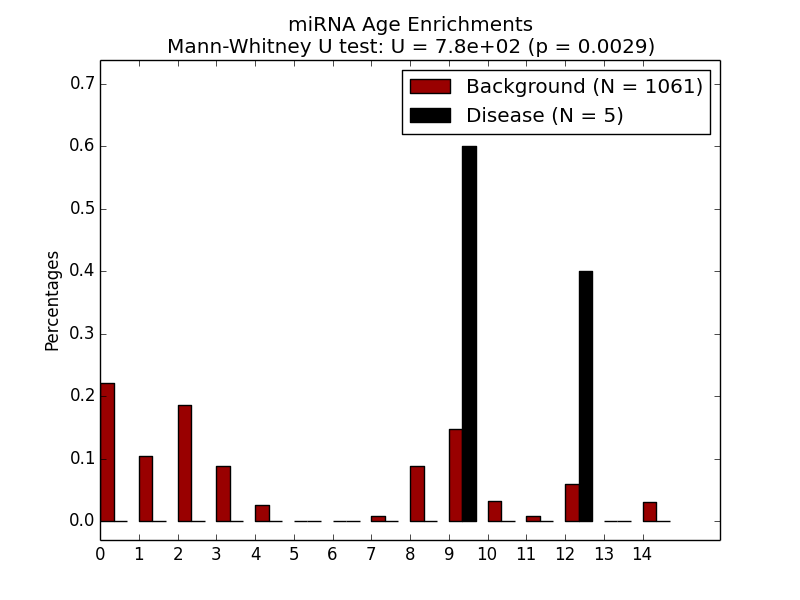 miRNA Age Enrichments
Mann-Whitney U test: U = 7.8e+02 (p = 0.0029)
Background (N = 1061)
Disease (N = 5)
Percentages
0.7
0.6
0.5
0.4
0.3
0.2
0.1
0.0
0 1 2 3 4 5 6 7 8 9 10 11 12 13 14